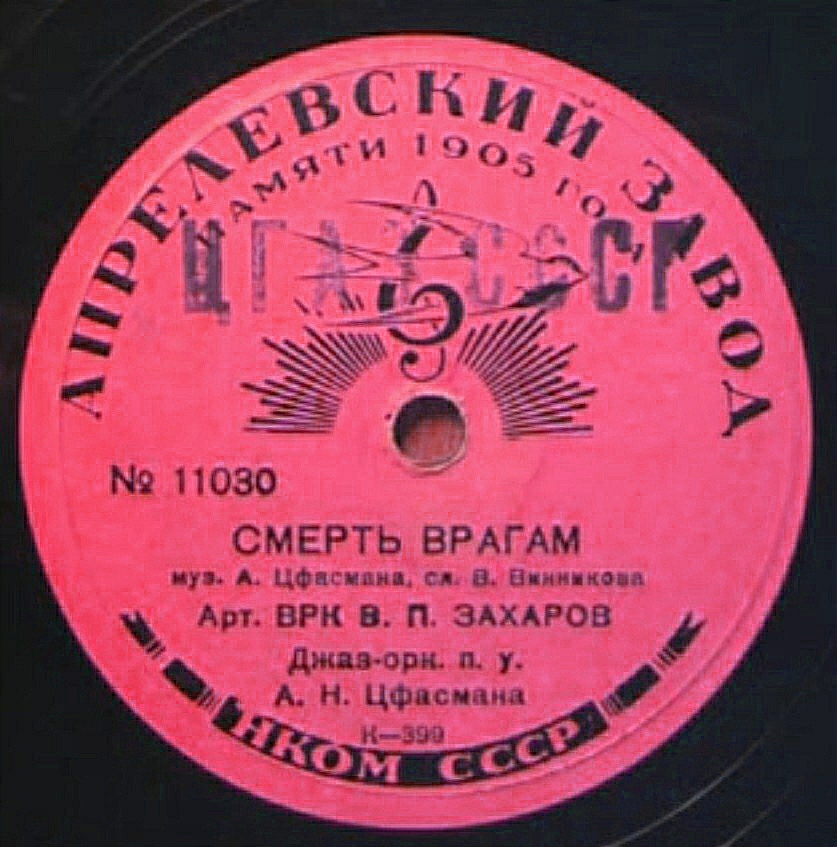 АПРЕЛЕВСКИЙ ЗАВОД
ПАМЯТИ 1905 ГОДА
СССР
№ 11030
СМЕРТЬ ВРАГАМ
муз. А. Цфасмана, сл. В. Винникова
Арт. ВРК В. П. ЗАХАРОВ
Джаз-орк. п. у.
А. Н. Цфасмана
К—399
НКОМ СССР